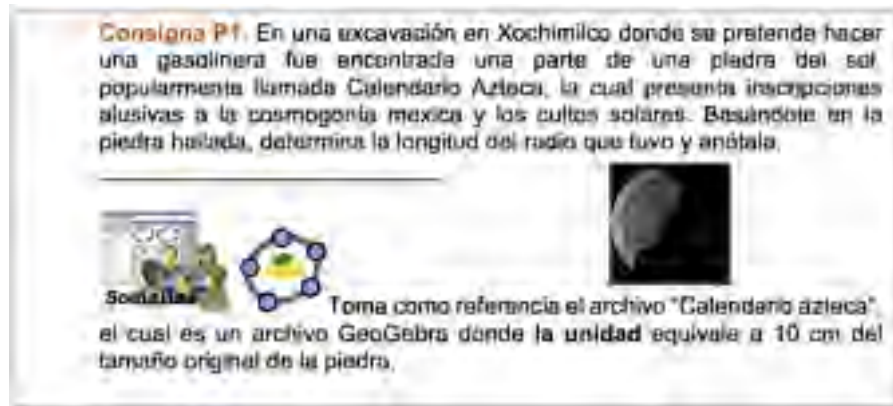 Consigna P1. En una excavación en Xochimilco donde se pretende hacer
una gasolinera fue encontrada una parte de una piedra del sol,
popularmente llamada Calendario Azteca, la cual presenta inscripciones
alusivas a la cosmogonía mexica y los cultos solares. Basándote en la
piedra hallada, determina la longitud del radio que tuvo y anótala.
Toma como referencia el archivo "Calendario azteca",
el cual es un archivo GeoGebra donde la unidad equivale a 10 cm del
tamaño original de la piedra.